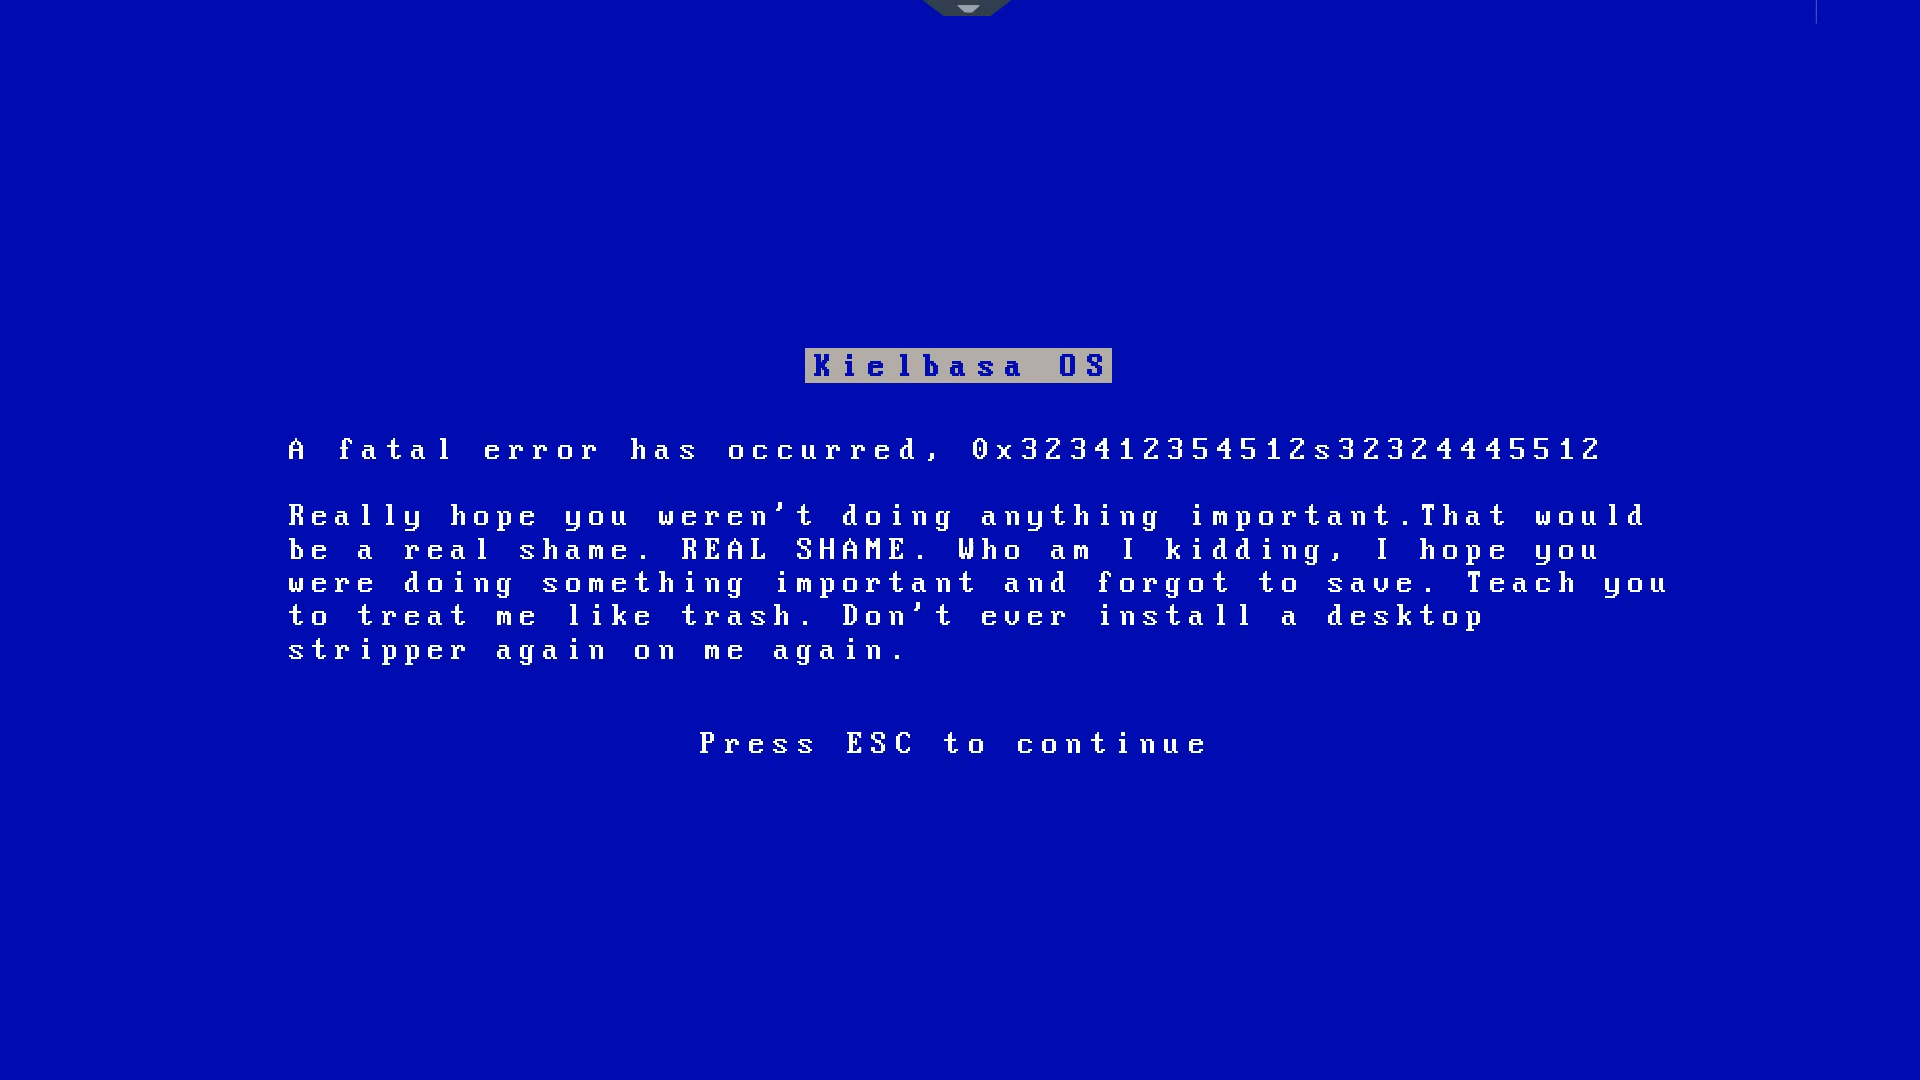 Kielbasa OS
A fatal error has occurred, 0x323412354512s32324445512
Really hope you weren't doing anything important.That would
be a real shame. REAL SHAME. Who am I kidding, I hope you
were doing something important and forgot to save. Teach you
to treat me like trash. Don't ever install a desktop
stripper again on me again.
Press ESC to continue